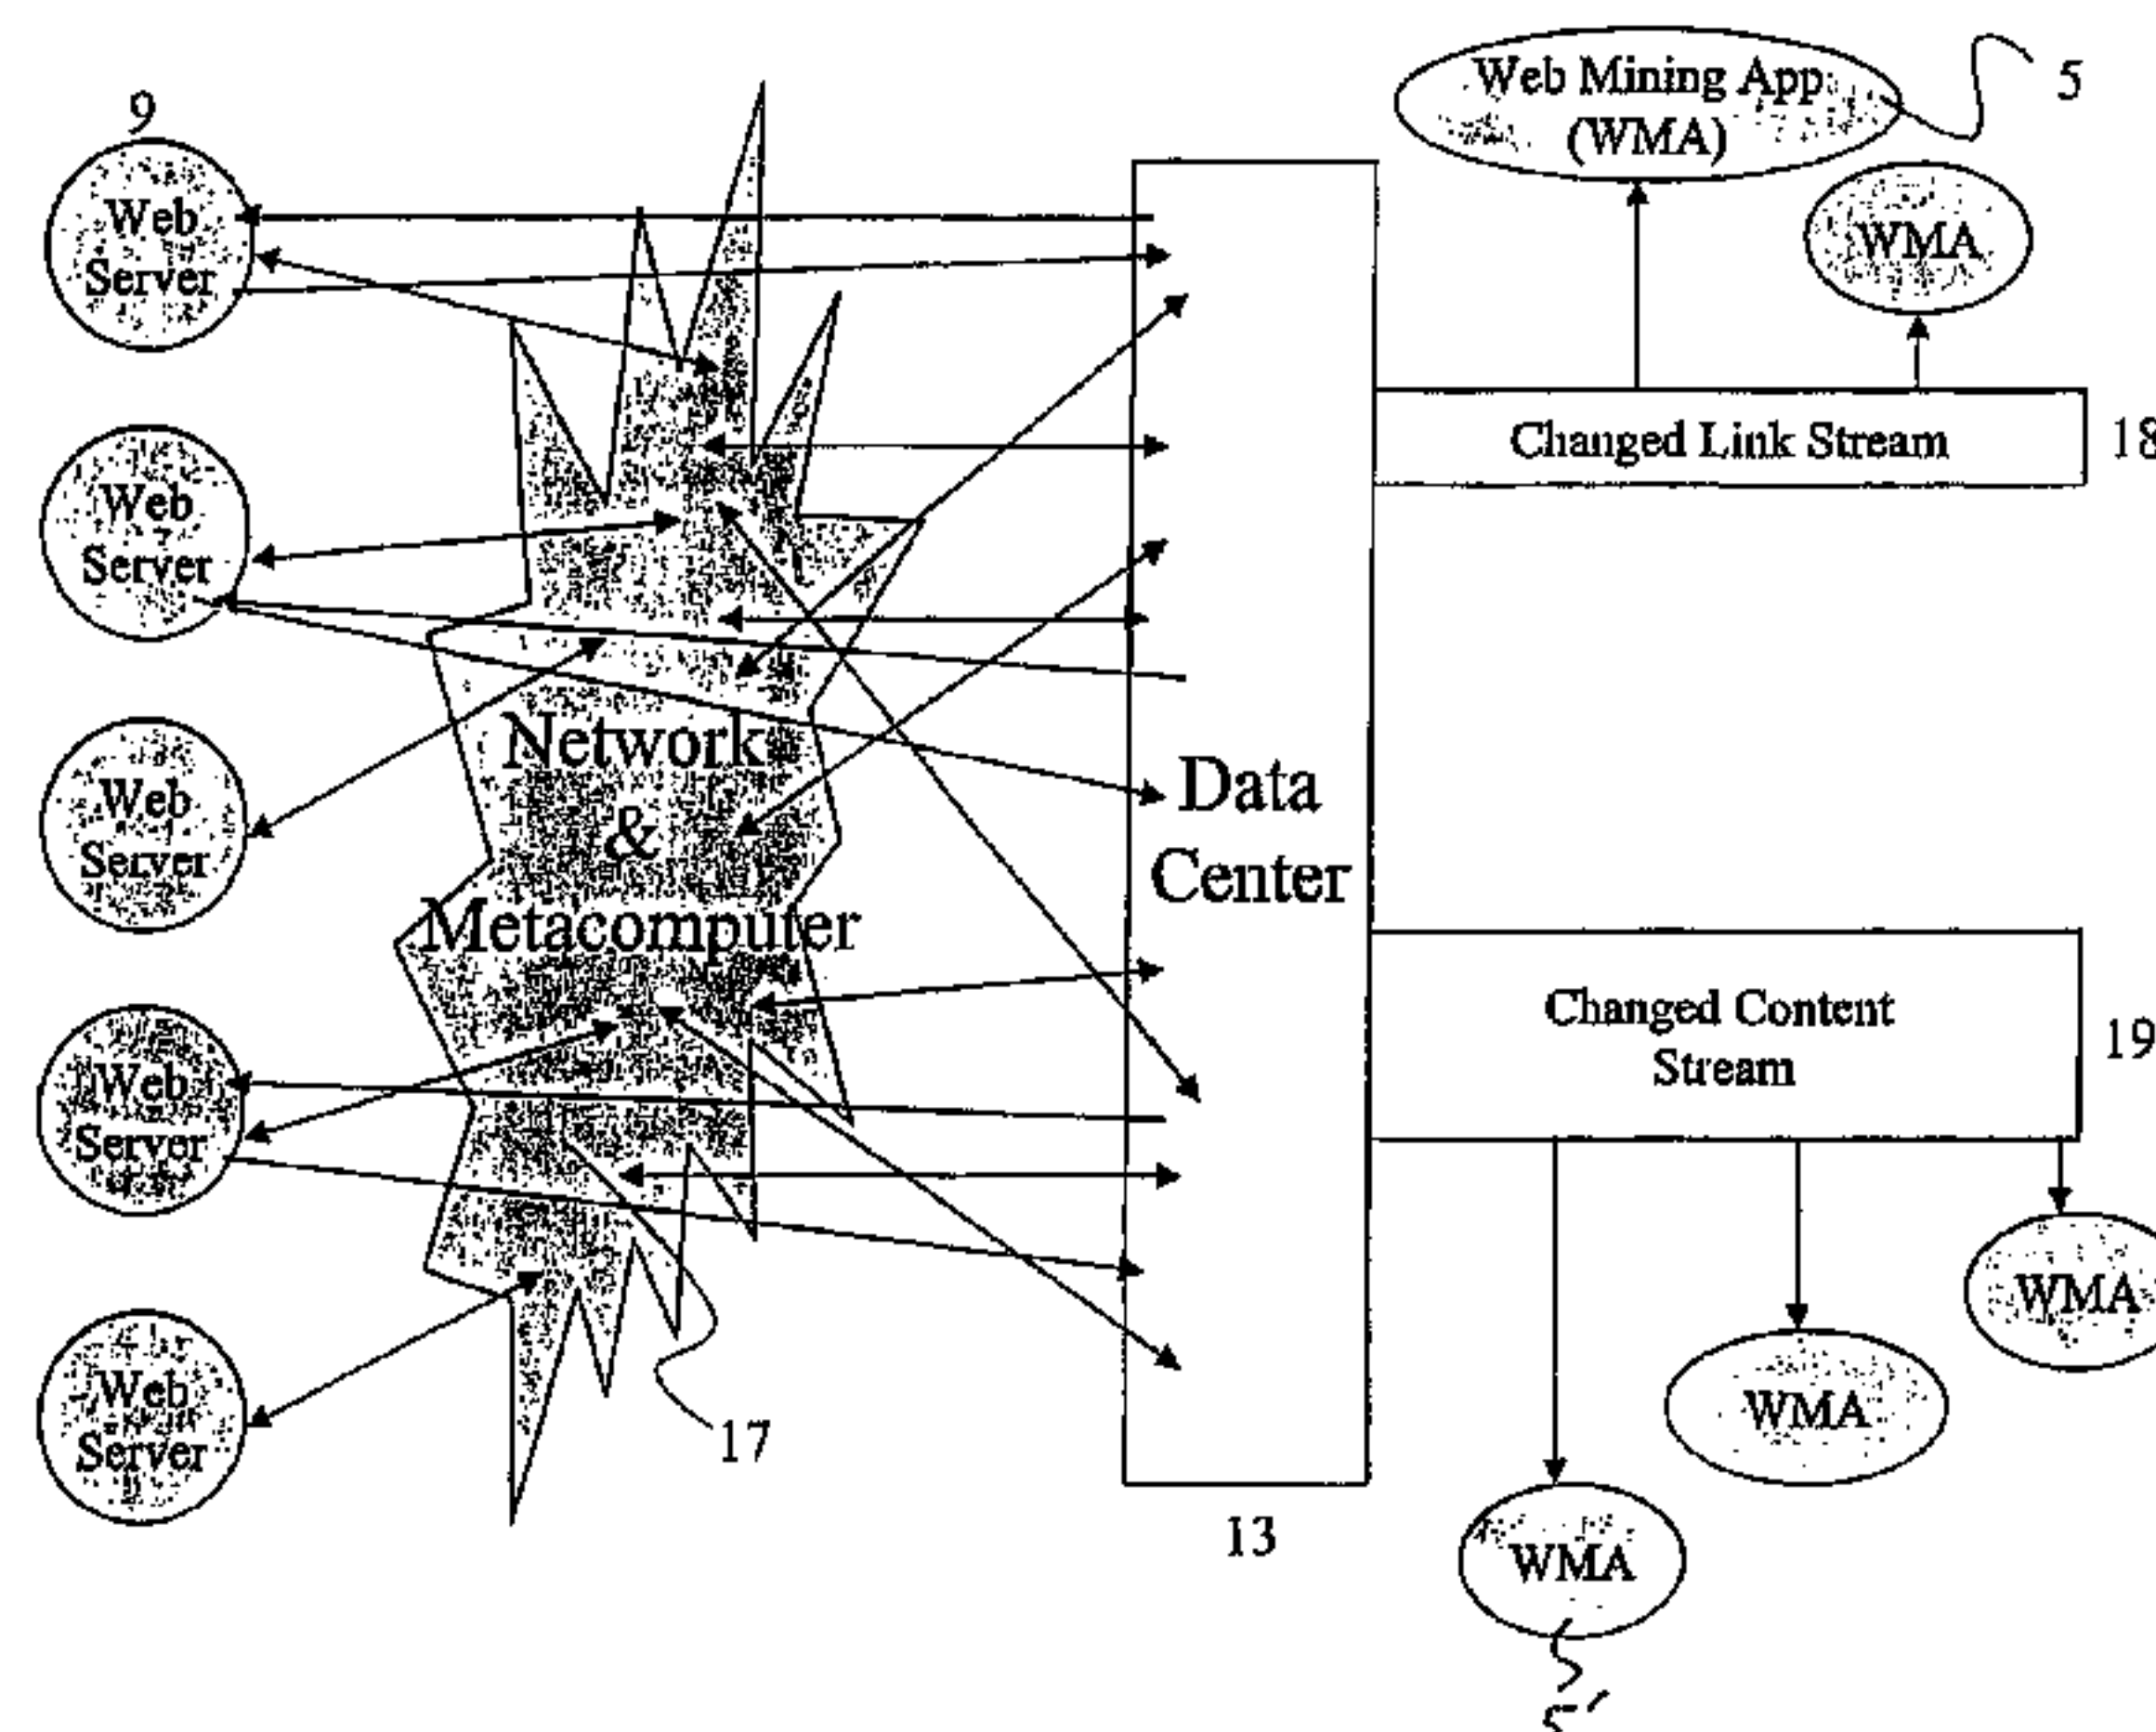 9
Web
Server
Web
Server
Web
Server
Web
Server
Web
Server
Network
&
Metacomputer
17
Data
Center
13
Web Mining App
(WMA)
5
WMA
Changed Link Stream
18
Changed Content
Stream
19
WMA
WMA
WMA